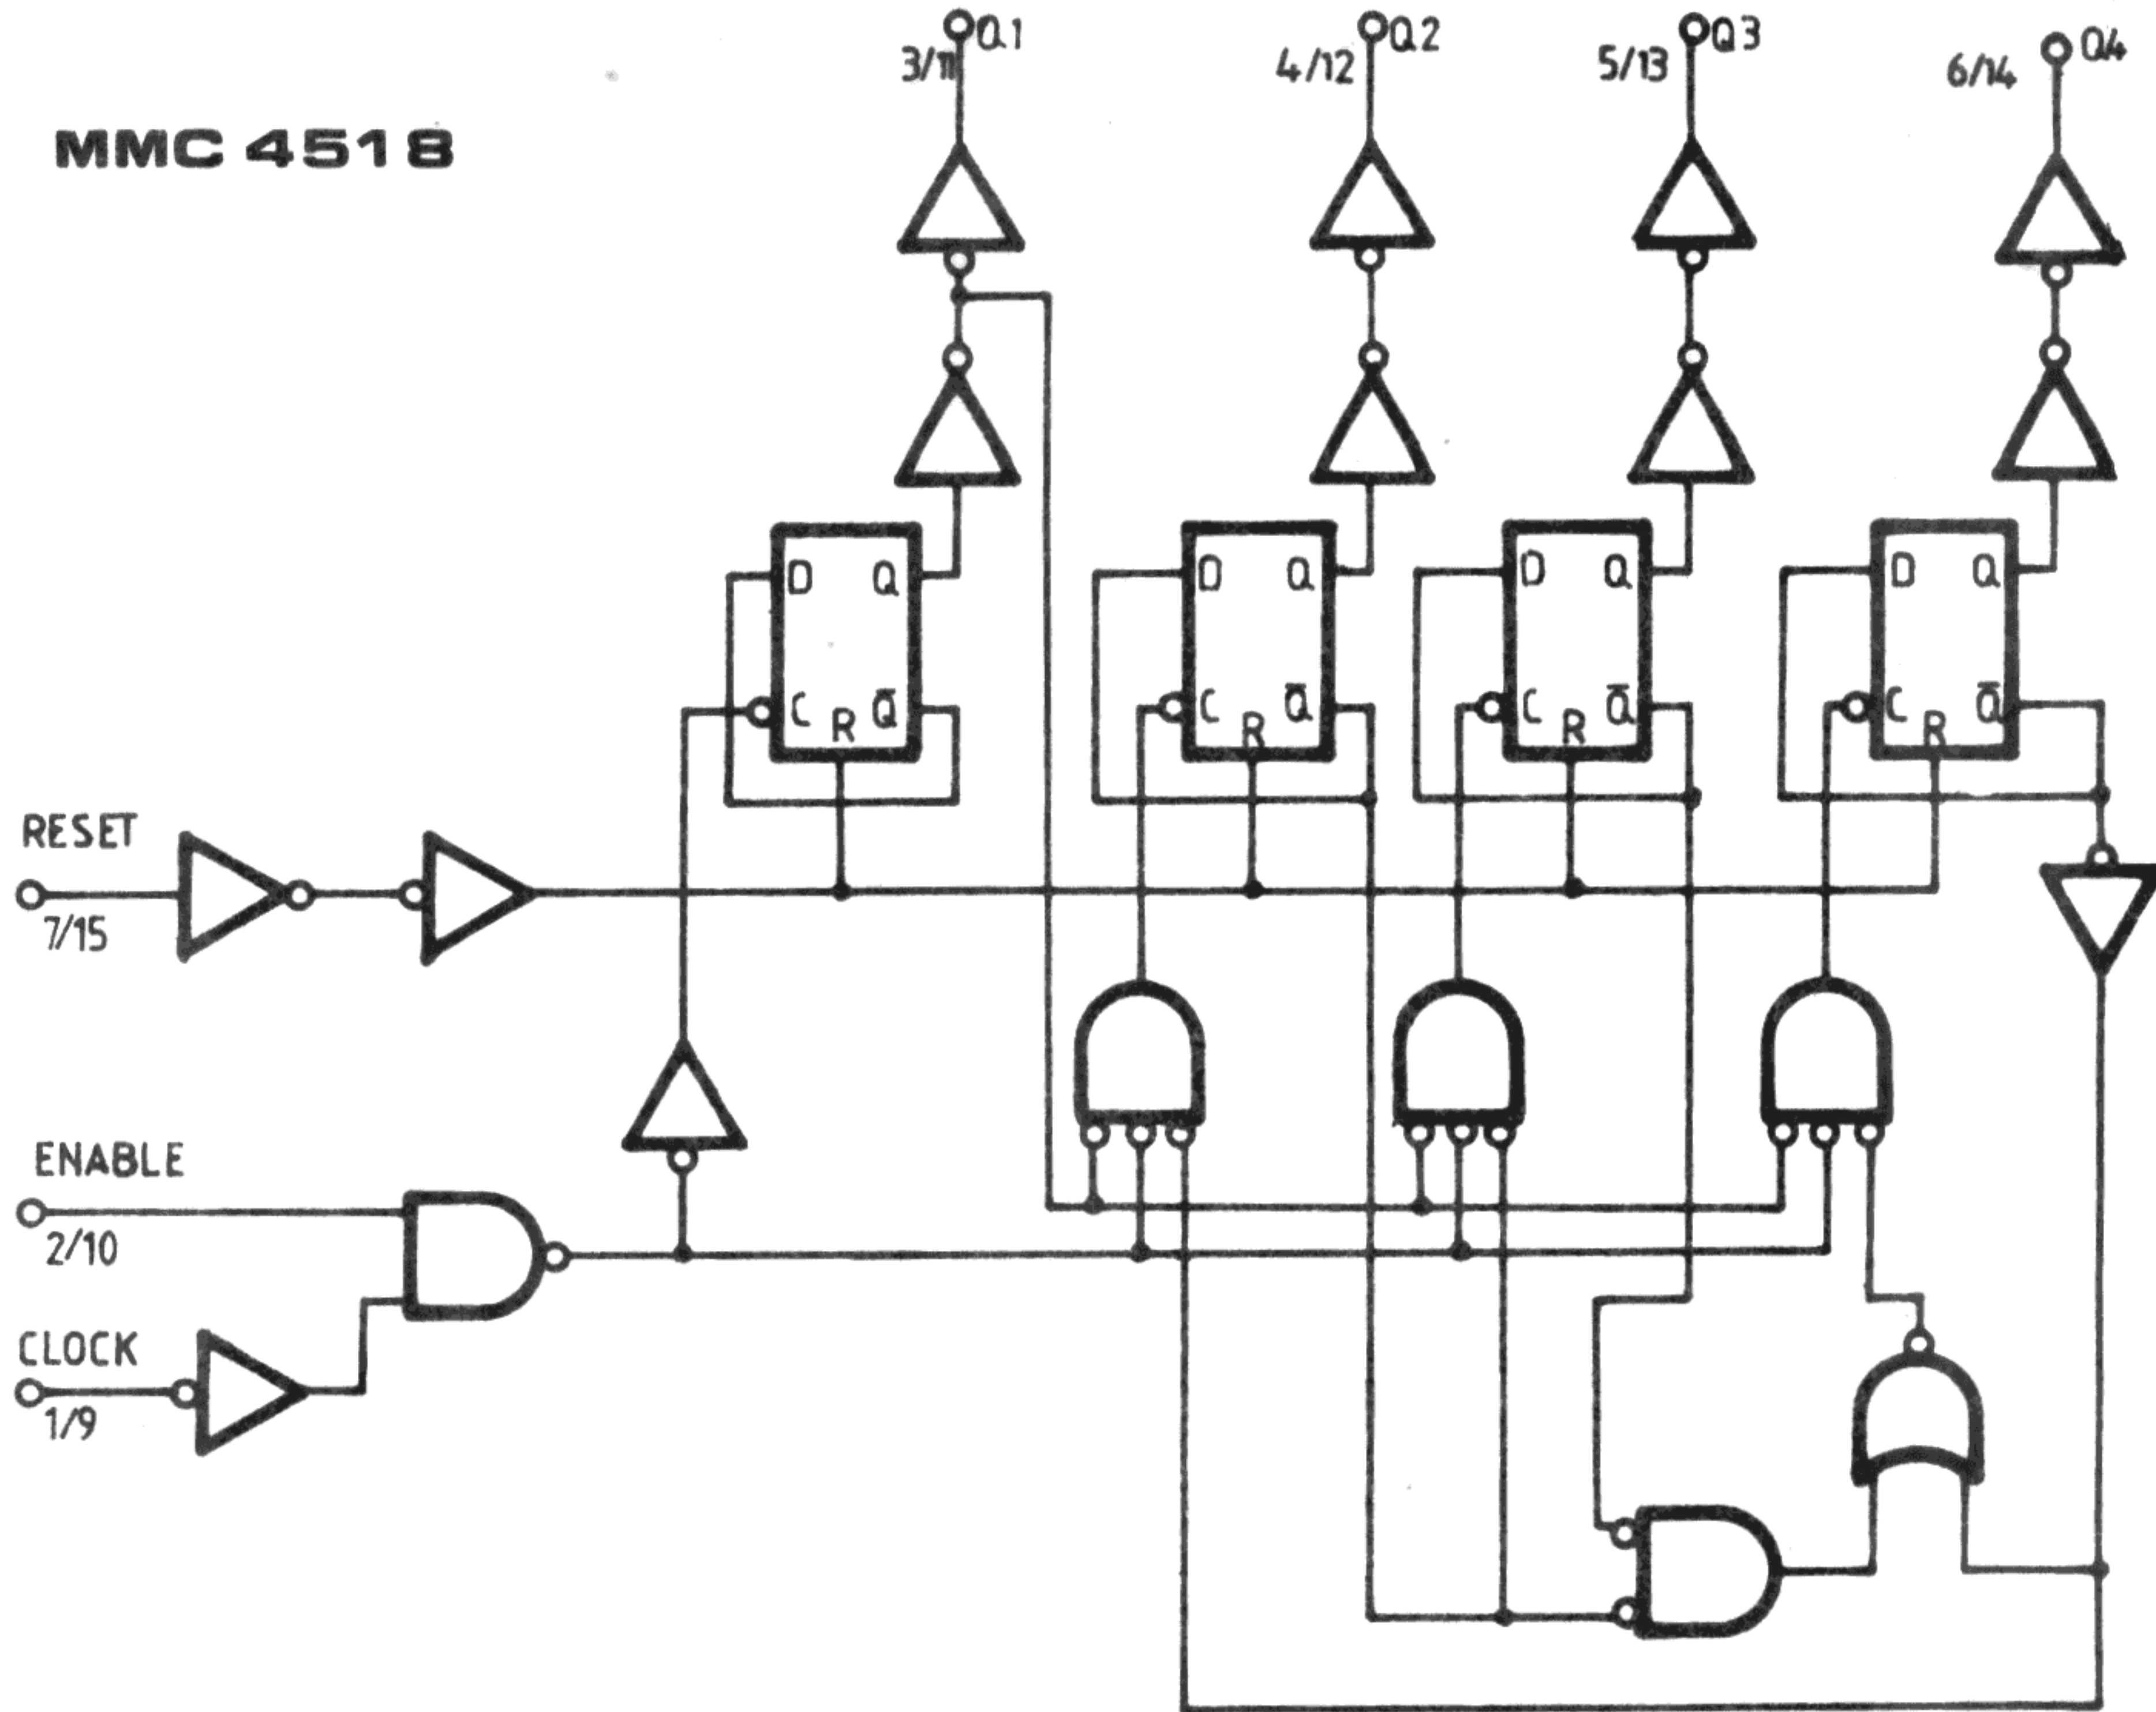 Q1
3/11
Q2
4/12
Q3
5/13
Q4
6/14
MMC 4518
D Q
C R Q̅
D Q
C R Q̅
D Q
C R Q̅
D Q
C R Q̅
RESET
7/15
ENABLE
2/10
CLOCK
1/9